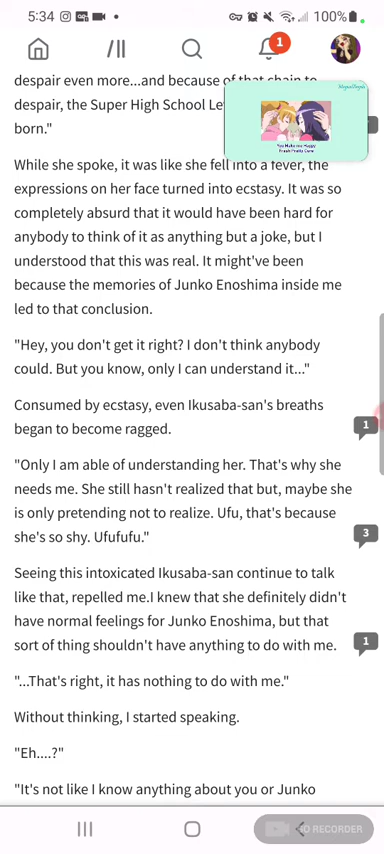 5:34
100%
1
despair even more...and because of that chain to
despair, the Super High School Le
born."
While she spoke, it was like she fell into a fever, the
expressions on her face turned into ecstasy. It was so
completely absurd that it would have been hard for
anybody to think of it as anything but a joke, but I
understood that this was real. It might've been
because the memories of Junko Enoshima inside me
led to that conclusion.
"Hey, you don't get it right? I don't think anybody
could. But you know, only I can understand it..."
Consumed by ecstasy, even Ikusaba-san's breaths
began to become ragged.
1
"Only I am able of understanding her. That's why she
needs me. She still hasn't realized that but, maybe she
is only pretending not to realize. Ufu, that's because
she's so shy. Ufufufu."
3
Seeing this intoxicated Ikusaba-san continue to talk
like that, repelled me.I knew that she definitely didn't
have normal feelings for Junko Enoshima, but that
sort of thing shouldn't have anything to do with me.
1
"...That's right, it has nothing to do with me."
Without thinking, I started speaking.
"Eh....?"
"It's not like I know anything about you or Junko
RECORDER